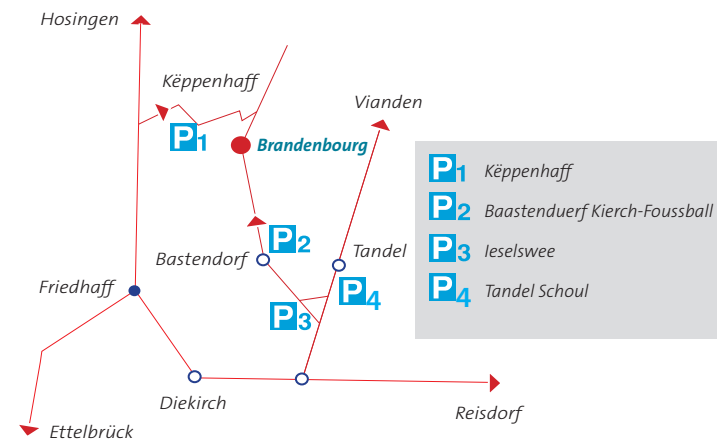 Hosingen
Këppenhaff
Vianden
P1
Brandenbourg
P1 Këppenhaff
P2 Baastenduerf Kierch-Foussball
P3 Ieselswee
P4 Tandel Schoul
P2
Bastendorf
Tandel
Friedhaff
P4
P3
Diekirch
Reisdorf
Ettelbrück